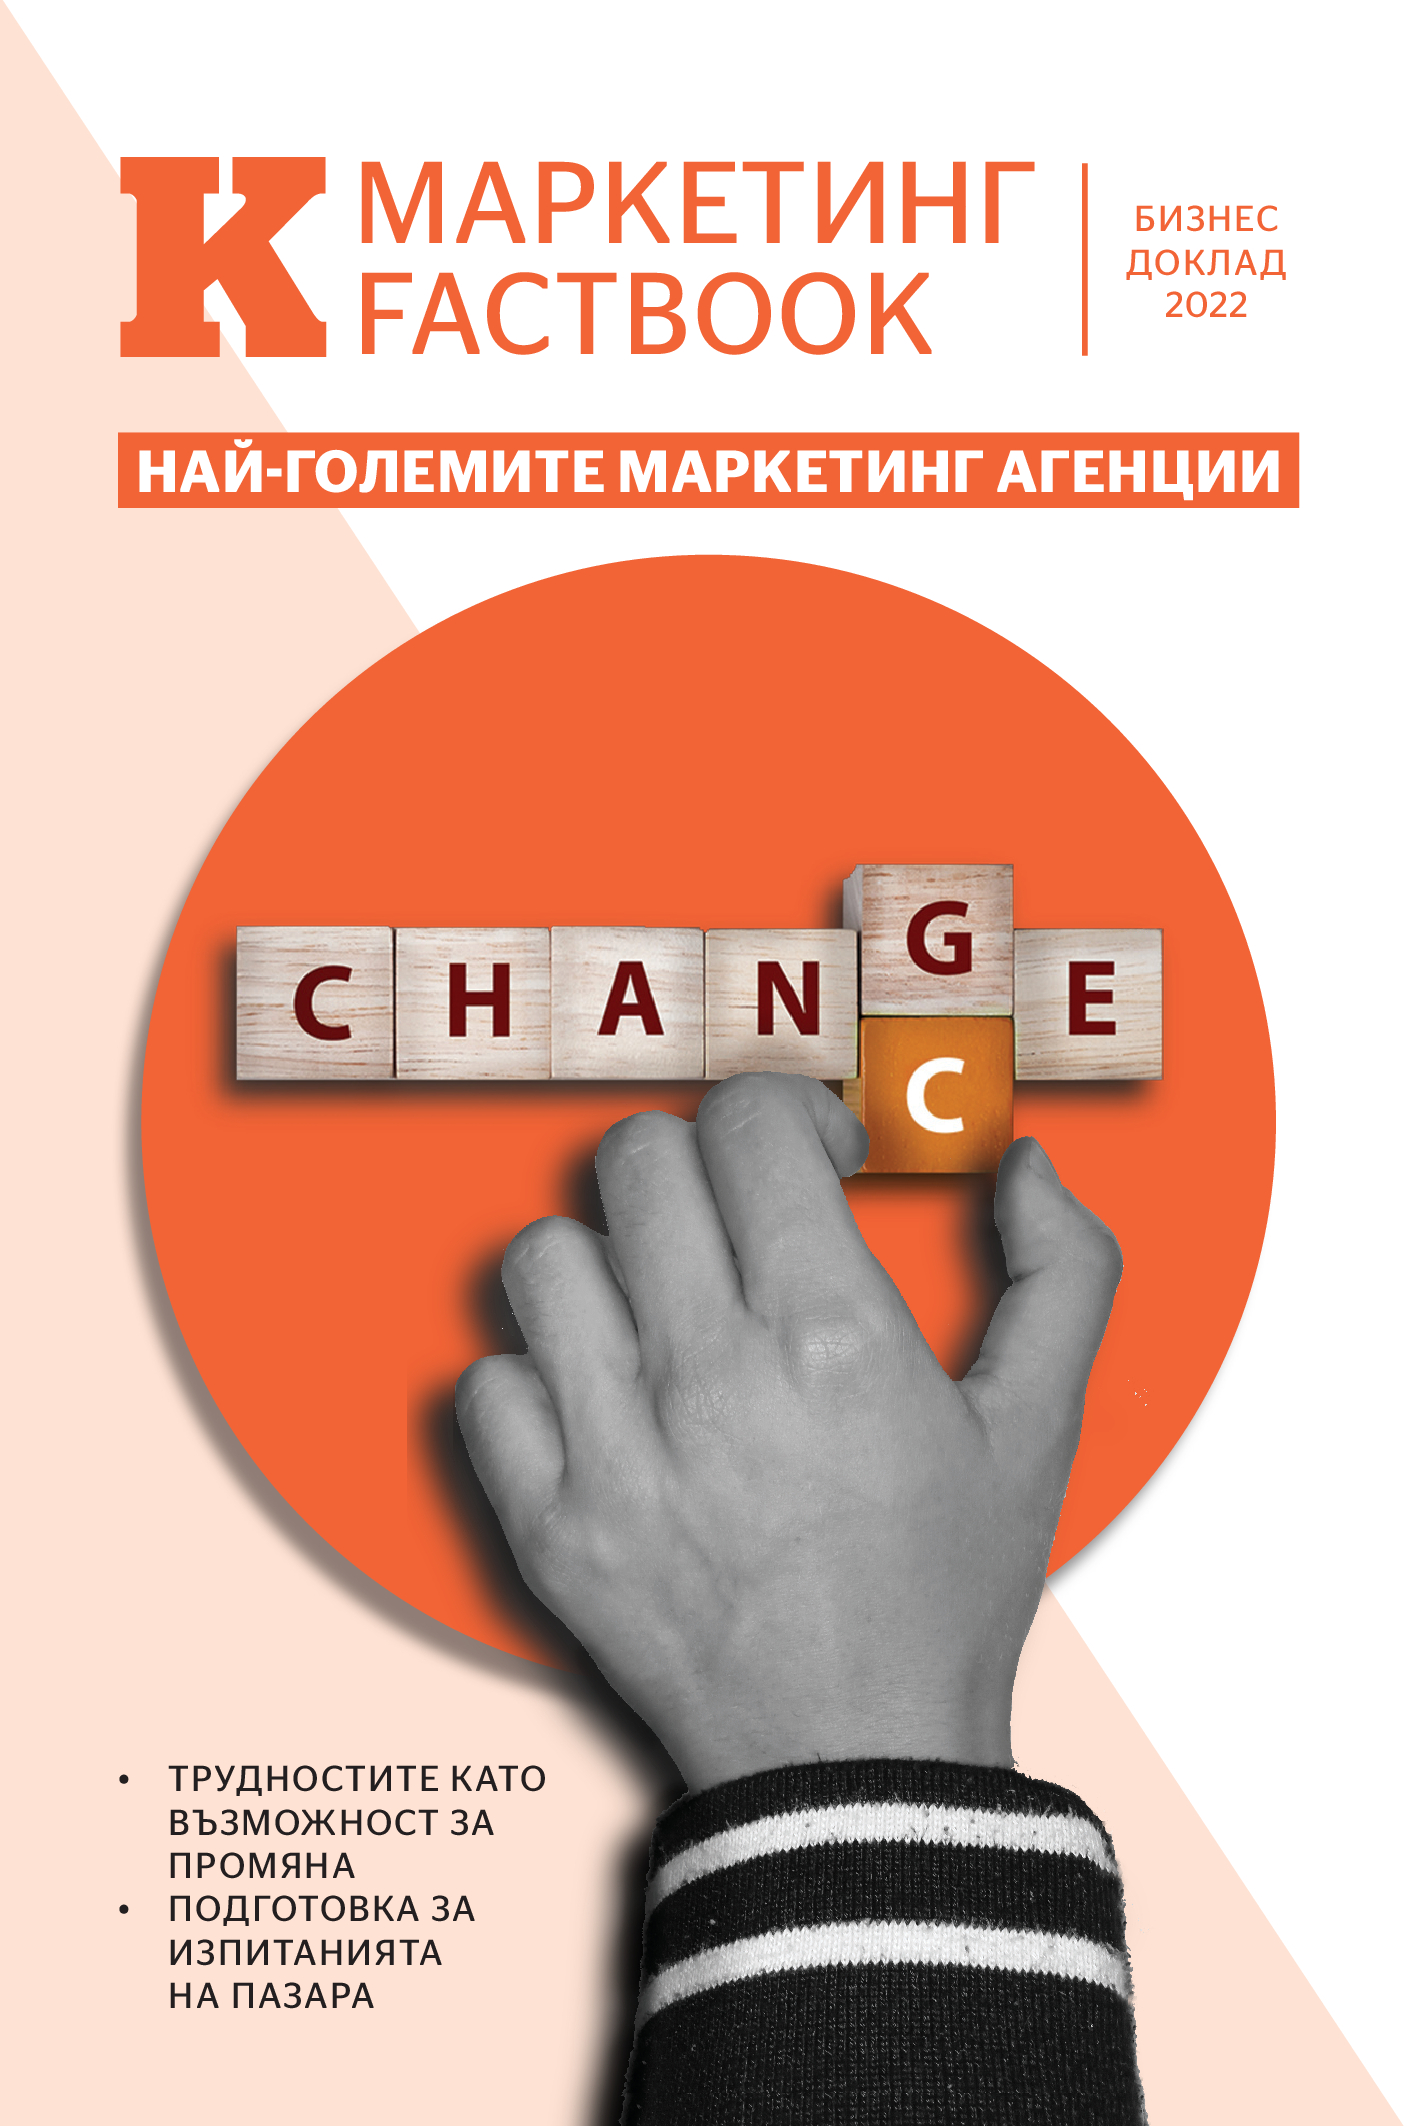 К МАРКЕТИНГ
FACTBOOK
БИЗНЕС
ДОКЛАД
2022
НАЙ-ГОЛЕМИТЕ МАРКЕТИНГ АГЕНЦИИ
CHANGE
C
• ТРУДНОСТИТЕ КАТО
ВЪЗМОЖНОСТ ЗА
ПРОМЯНА
• ПОДГОТОВКА ЗА
ИЗПИТАНИЯТА
НА ПАЗАРА